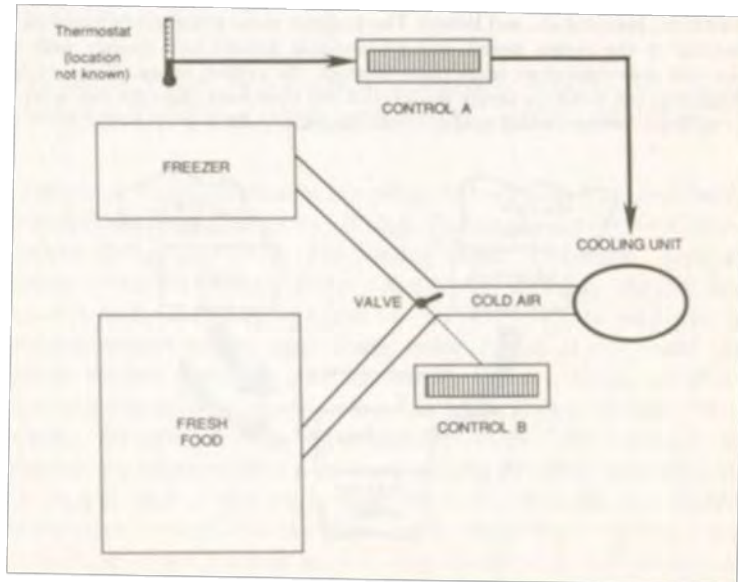 Thermostat
(location
not known)
CONTROL A
FREEZER
COOLING UNIT
VALVE
COLD AIR
CONTROL B
FRESH
FOOD